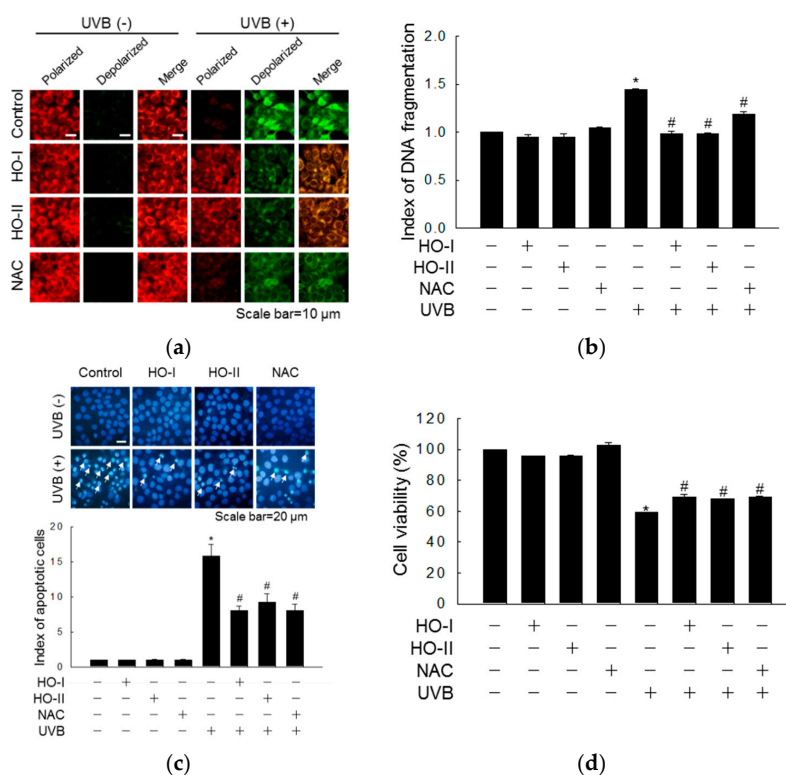 UVB (-) UVB (+)
Polarized Depolarized Merge Polarized Depolarized Merge
Control
HO-I
HO-II
NAC
Scale bar=10 µm
(a)
Index of DNA fragmentation
2.0
1.5
1.0
0.5
0.0
*
# # #
HO-I − + − − − + − −
HO-II − − + − − − + −
NAC − − − + − − − +
UVB − − − − + + + +
(b)
Control HO-I HO-II NAC
UVB (-)
UVB (+)
Scale bar=20 µm
Index of apoptotic cells
20
15
10
5
0
*
# # #
HO-I − + − − − + − −
HO-II − − + − − − + −
NAC − − − + − − − +
UVB − − − − + + + +
(c)
Cell viability (%)
120
100
80
60
40
20
0
*
# # #
HO-I − + − − − + − −
HO-II − − + − − − + −
NAC − − − + − − − +
UVB − − − − + + + +
(d)